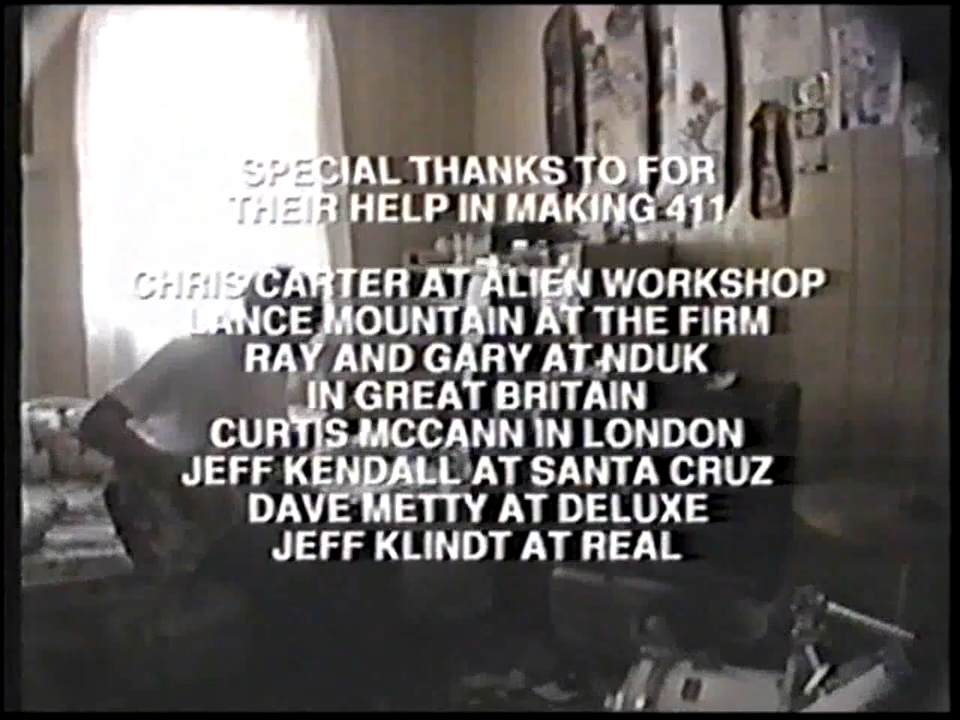 SPECIAL THANKS TO FOR
THEIR HELP IN MAKING 411
CHRIS CARTER AT ALIEN WORKSHOP
LANCE MOUNTAIN AT THE FIRM
RAY AND GARY AT NDUK
IN GREAT BRITAIN
CURTIS MCCANN IN LONDON
JEFF KENDALL AT SANTA CRUZ
DAVE METTY AT DELUXE
JEFF KLINDT AT REAL